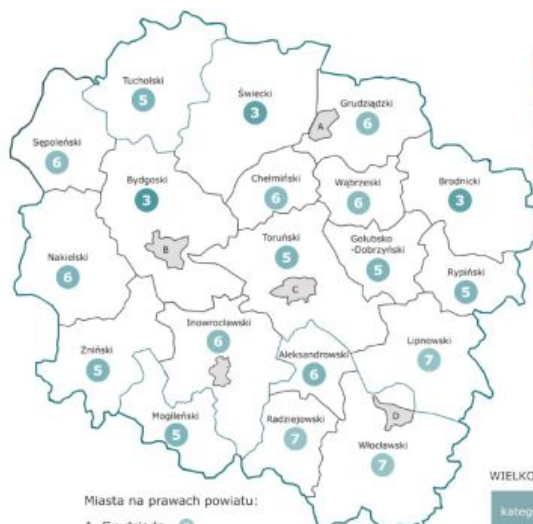 Tucholski
5
Świecki
3
Grudziądzki
6
A
Sępoleński
6
Bydgoski
3
Chełmiński
6
Wąbrzeski
6
Brodnicki
3
B
Nakielski
6
Toruński
5
C
Golubsko
-Dobrzyński
5
Rypiński
5
Inowrocławski
6
Żniński
5
Aleksandrowski
6
Lipnowski
7
Mogileński
5
Radziejowski
7
D
Włocławski
7
Miasta na prawach powiatu:
WIELKO
kateg